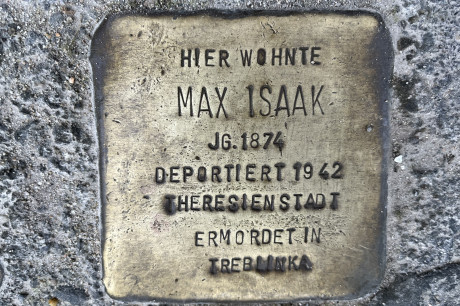 HIER WOHNTE
MAX ISAAK
JG. 1874
DEPORTIERT 1942
THERESIENSTADT
ERMORDET IN
TREBLINKA